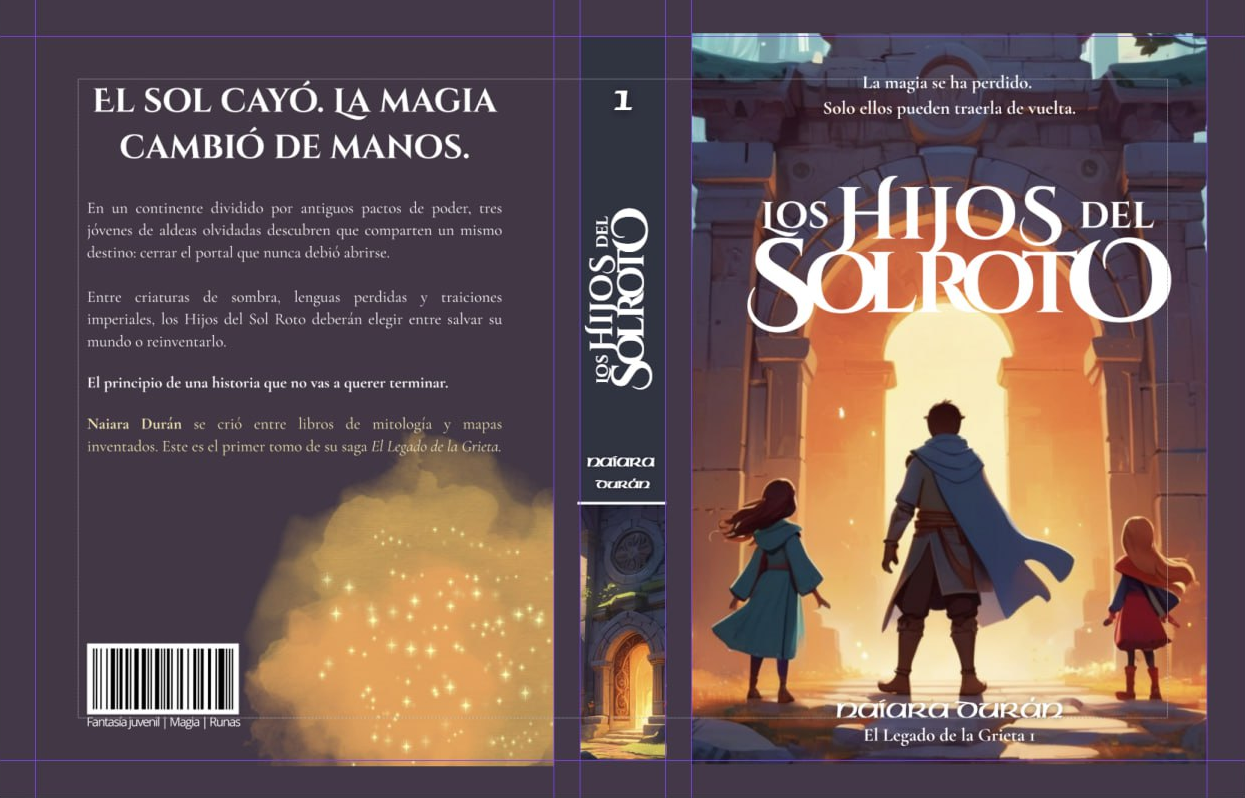 El sol cayó. La magia
cambió de manos.
En un continente dividido por antiguos pactos de poder, tres
jóvenes de aldeas olvidadas descubren que comparten un mismo
destino: cerrar el portal que nunca debió abrirse.
Entre criaturas de sombra, lenguas perdidas y traiciones
imperiales, los Hijos del Sol Roto deberán elegir entre salvar su
mundo o reinventarlo.
El principio de una historia que no vas a querer terminar.
Naiara Durán se crió entre libros de mitología y mapas
inventados. Este es el primer tomo de su saga El Legado de la Grieta.
Fantasía juvenil | Magia | Runas
1
LOS HIJOS DEL
SOL ROTO
Naiara
Durán
La magia se ha perdido.
Solo ellos pueden traerla de vuelta.
LOS HIJOS DEL
SOL ROTO
Naiara Durán
El Legado de la Grieta 1